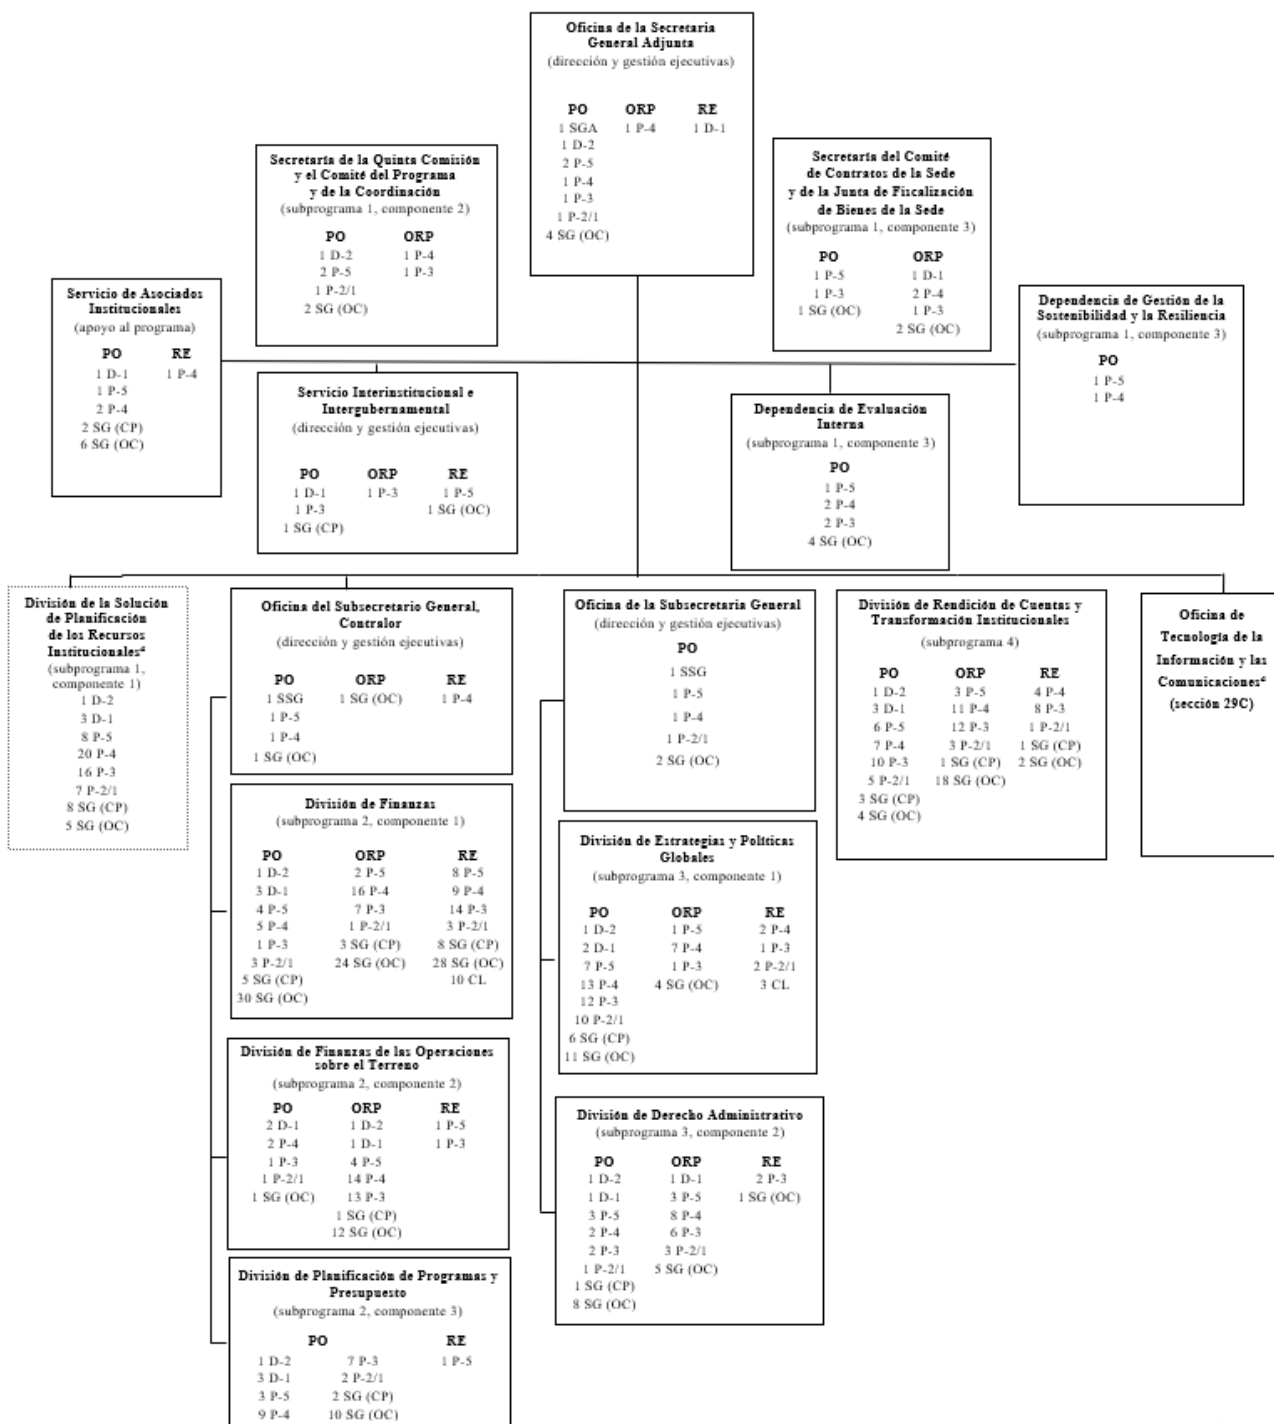 Oficina de la Secretaria
General Adjunta
(dirección y gestión ejecutivas)
PO ORP RE
1 SGA 1 P-4 1 D-1
1 D-2
2 P-5
1 P-4
1 P-3
1 P-2/1
4 SG (OC)
Secretaría de la Quinta Comisión
y el Comité del Programa
y de la Coordinación
(subprograma 1, componente 2)
PO ORP
1 D-2 1 P-4
2 P-5 1 P-3
1 P-2/1
2 SG (OC)
Secretaría del Comité
de Contratos de la Sede
y de la Junta de Fiscalización
de Bienes de la Sede
(subprograma 1, componente 3)
PO ORP
1 P-5 1 D-1
1 P-3 2 P-4
1 SG (OC) 1 P-3
2 SG (OC)
Servicio de Asociados
Institucionales
(apoyo al programa)
PO RE
1 D-1 1 P-4
1 P-5
2 P-4
2 SG (CP)
6 SG (OC)
Dependencia de Gestión de la
Sostenibilidad y la Resiliencia
(subprograma 1, componente 3)
PO
1 P-5
1 P-4
Servicio Interinstitucional e
Intergubernamental
(dirección y gestión ejecutivas)
PO ORP RE
1 D-1 1 P-3 1 P-5
1 P-3 1 SG (OC)
1 SG (CP)
Dependencia de Evaluación
Interna
(subprograma 1, componente 3)
PO
1 P-5
2 P-4
2 P-3
4 SG (OC)
División de la Solución
de Planificación
de los Recursos
Institucionalesᵃ
(subprograma 1,
componente 1)
1 D-2
3 D-1
8 P-5
20 P-4
16 P-3
7 P-2/1
8 SG (CP)
5 SG (OC)
Oficina del Subsecretario General,
Contralor
(dirección y gestión ejecutivas)
PO ORP RE
1 SSG 1 SG (OC) 1 P-4
1 P-5
1 P-4
1 SG (OC)
División de Finanzas
(subprograma 2, componente 1)
PO ORP RE
1 D-2 2 P-5 8 P-5
3 D-1 16 P-4 9 P-4
4 P-5 7 P-3 14 P-3
5 P-4 1 P-2/1 3 P-2/1
1 P-3 3 SG (CP) 8 SG (CP)
3 P-2/1 24 SG (OC) 28 SG (OC)
5 SG (CP) 10 CL
30 SG (OC)
División de Finanzas de las Operaciones
sobre el Terreno
(subprograma 2, componente 2)
PO ORP RE
2 D-1 1 D-2 1 P-5
2 P-4 1 D-1 1 P-3
1 P-3 4 P-5
1 P-2/1 14 P-4
1 SG (OC) 13 P-3
1 SG (CP)
12 SG (OC)
División de Planificación de Programas y
Presupuesto
(subprograma 2, componente 3)
PO RE
1 D-2 7 P-3 1 P-5
3 D-1 2 P-2/1
3 P-5 2 SG (CP)
9 P-4 10 SG (OC)
Oficina de la Subsecretaria General
(dirección y gestión ejecutivas)
PO
1 SSG
1 P-5
1 P-4
1 P-2/1
2 SG (OC)
División de Estrategias y Políticas
Globales
(subprograma 3, componente 1)
PO ORP RE
1 D-2 1 P-5 2 P-4
2 D-1 7 P-4 1 P-3
7 P-5 1 P-3 2 P-2/1
13 P-4 4 SG (OC) 3 CL
12 P-3
10 P-2/1
6 SG (CP)
11 SG (OC)
División de Derecho Administrativo
(subprograma 3, componente 2)
PO ORP RE
1 D-2 1 D-1 2 P-3
1 D-1 3 P-5 1 SG (OC)
3 P-5 8 P-4
2 P-4 6 P-3
2 P-3 3 P-2/1
1 P-2/1 5 SG (OC)
1 SG (CP)
8 SG (OC)
División de Rendición de Cuentas y
Transformación Institucionales
(subprograma 4)
PO ORP RE
1 D-2 3 P-5 4 P-4
3 D-1 11 P-4 8 P-3
6 P-5 12 P-3 1 P-2/1
7 P-4 3 P-2/1 1 SG (CP)
10 P-3 1 SG (CP) 2 SG (OC)
5 P-2/1 18 SG (OC)
3 SG (CP)
4 SG (OC)
Oficina de
Tecnología de la
Información y las
Comunicaciones
(sección 29C)